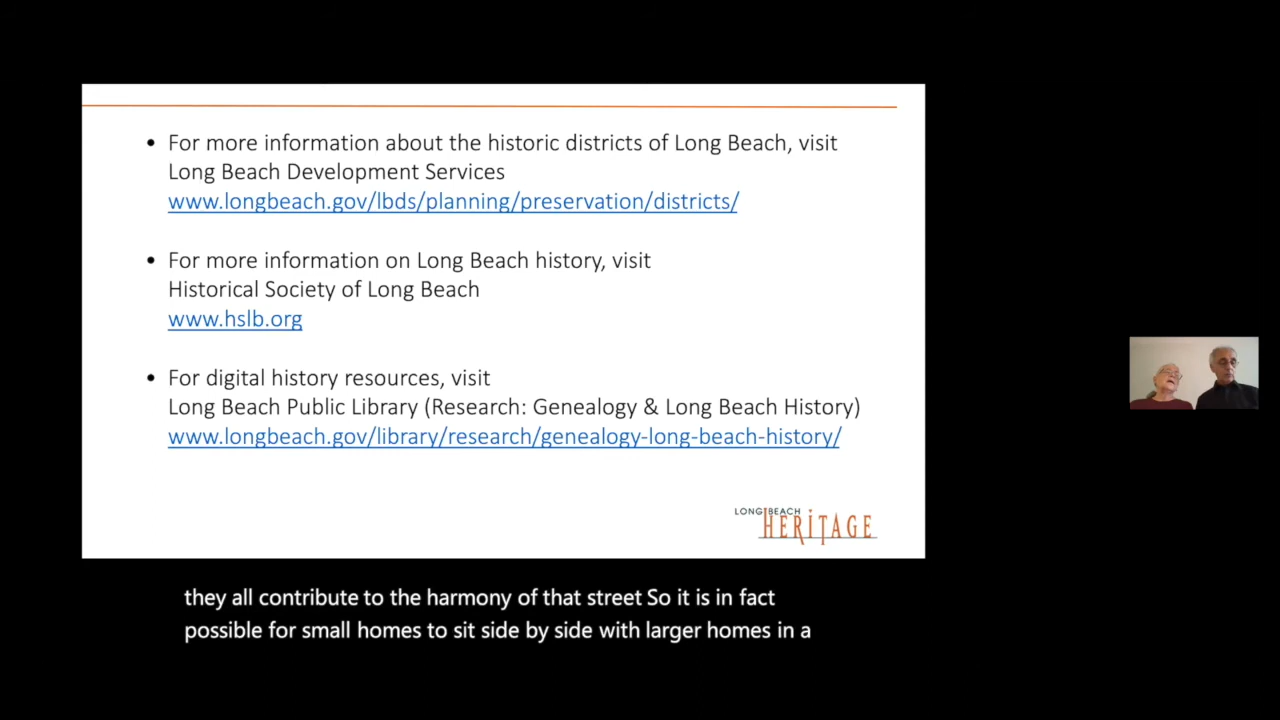 • For more information about the historic districts of Long Beach, visit
Long Beach Development Services
www.longbeach.gov/lbds/planning/preservation/districts/
• For more information on Long Beach history, visit
Historical Society of Long Beach
www.hslb.org
• For digital history resources, visit
Long Beach Public Library (Research: Genealogy & Long Beach History)
www.longbeach.gov/library/research/genealogy-long-beach-history/
LONG BEACH
HERITAGE
they all contribute to the harmony of that street So it is in fact
possible for small homes to sit side by side with larger homes in a